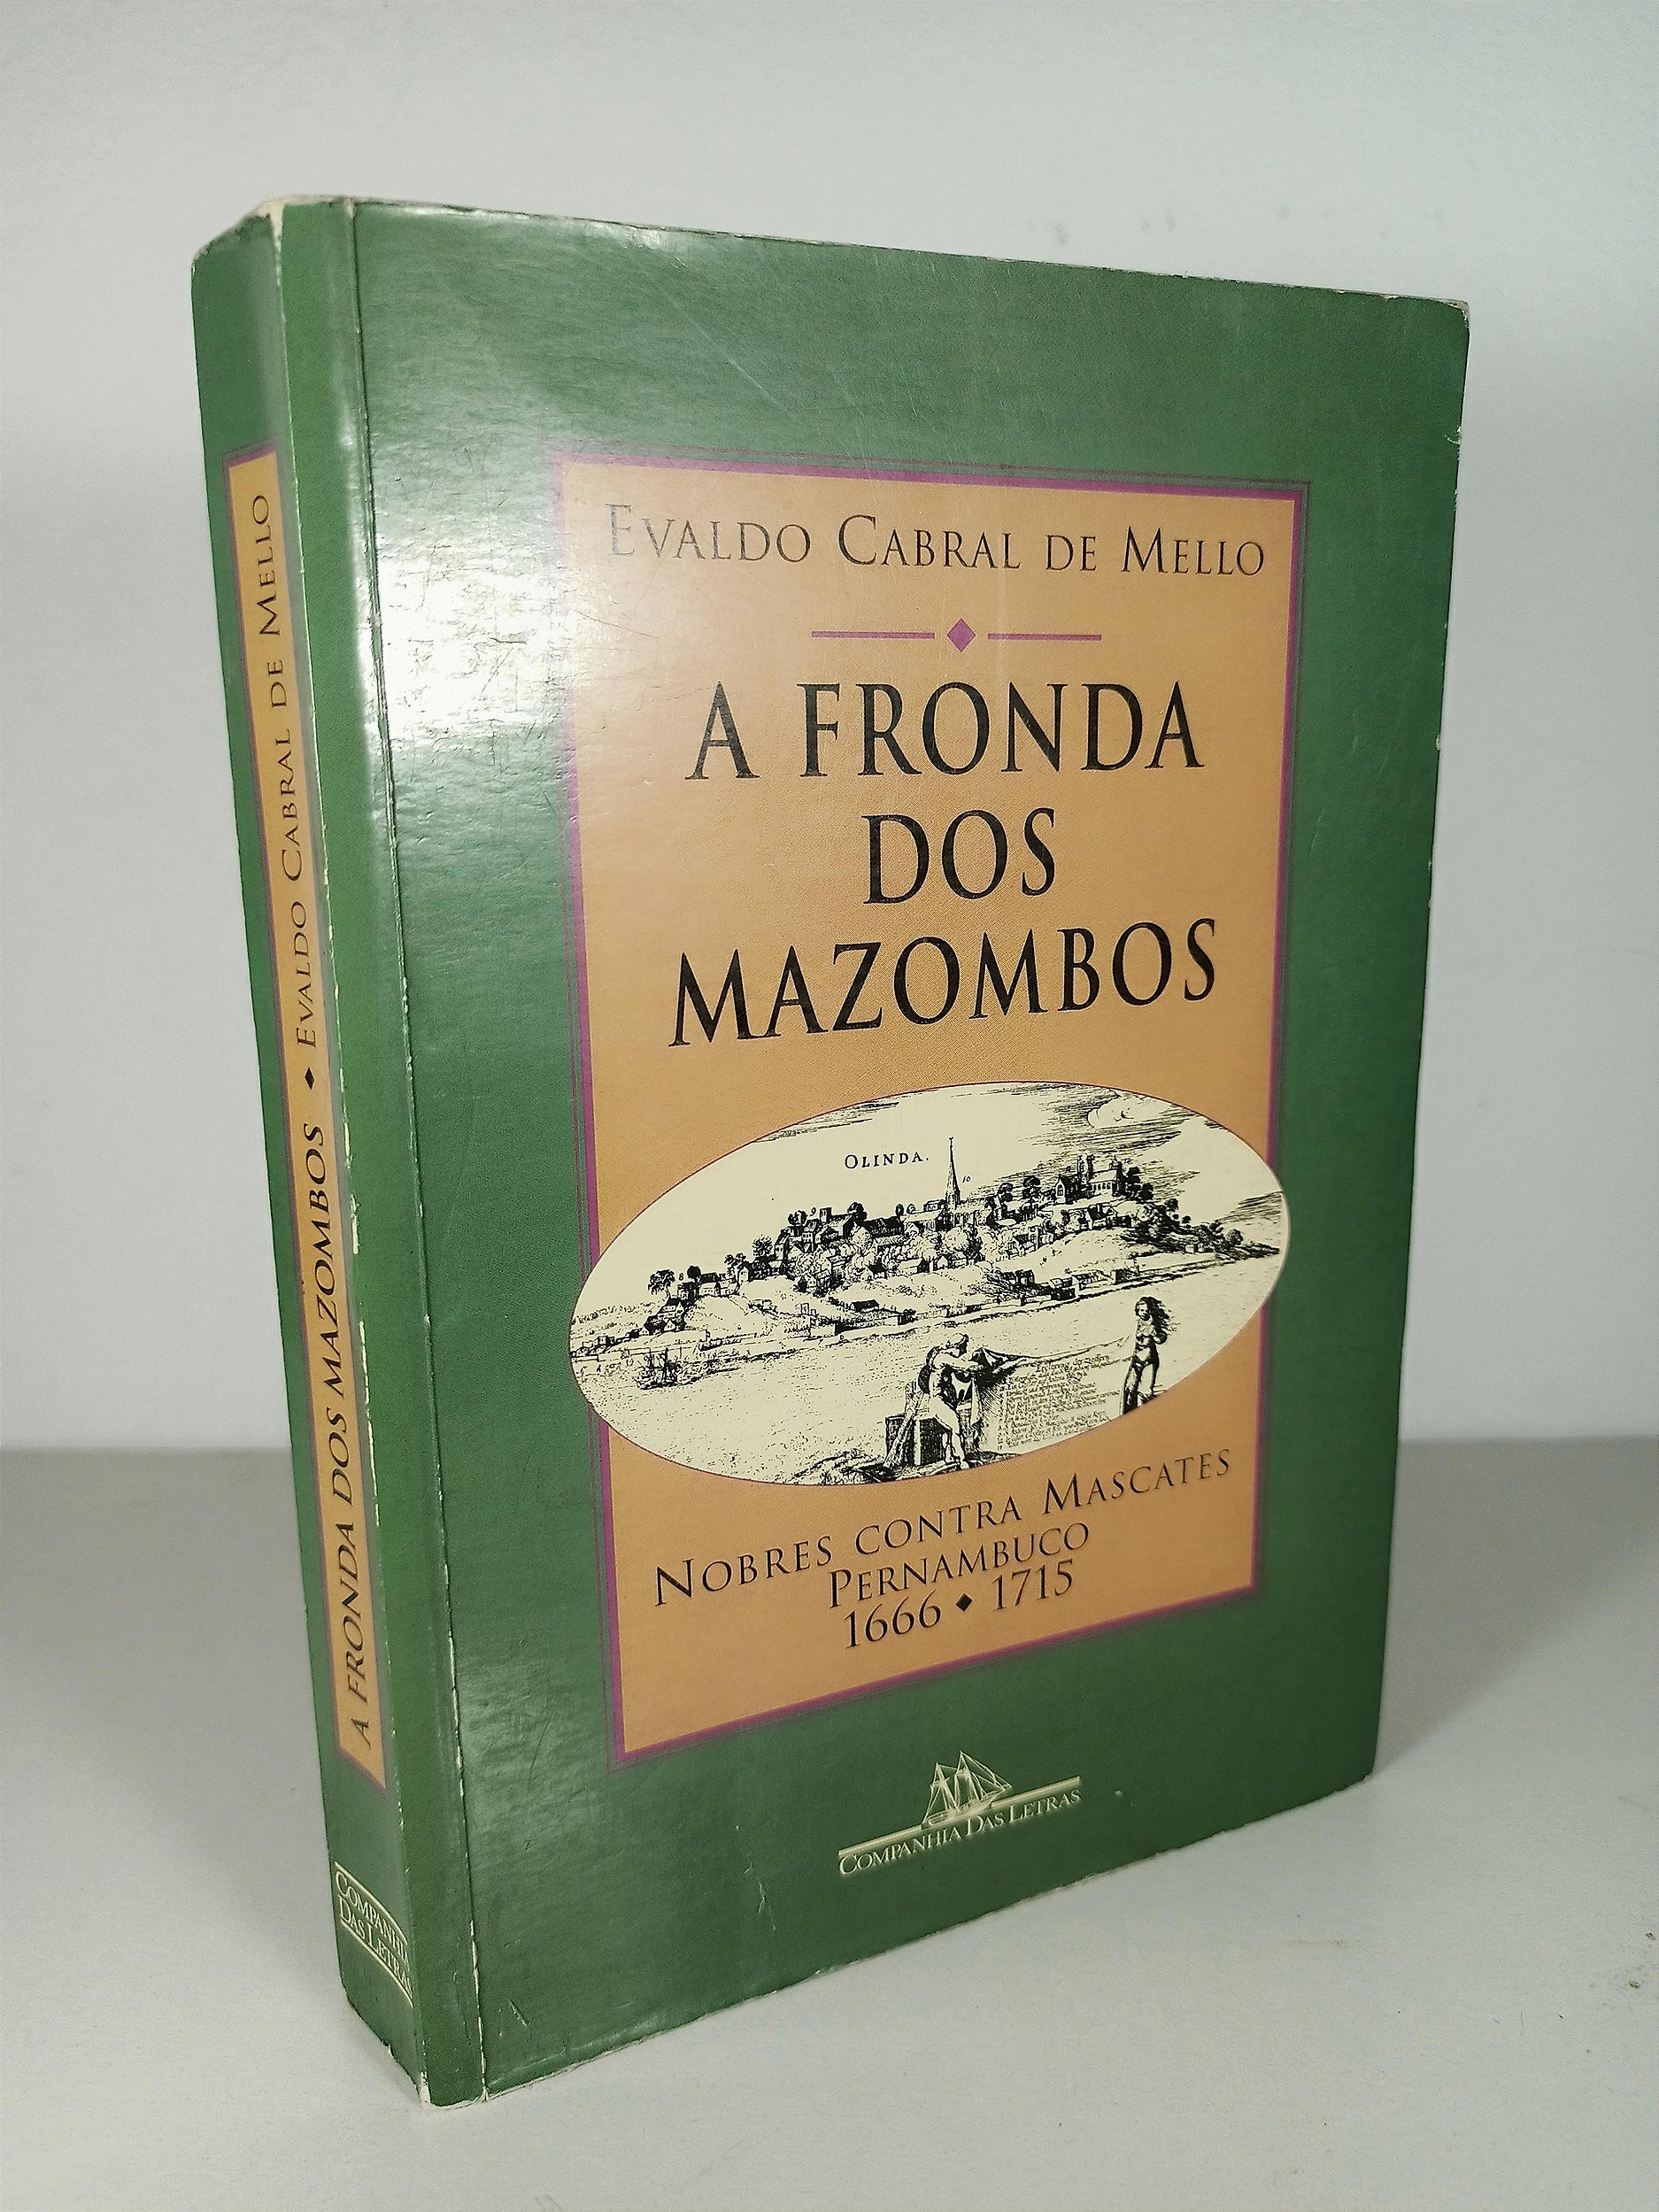 EVALDO CABRAL DE MELLO
A FRONDA
DOS
MAZOMBOS
OLINDA.
10
NOBRES CONTRA MASCATES
PERNAMBUCO
1666 ◆ 1715
COMPANHIA DAS LETRAS
A FRONDA DOS MAZOMBOS ◆ EVALDO CABRAL DE MELLO
COMPANHIA
DAS LETRAS